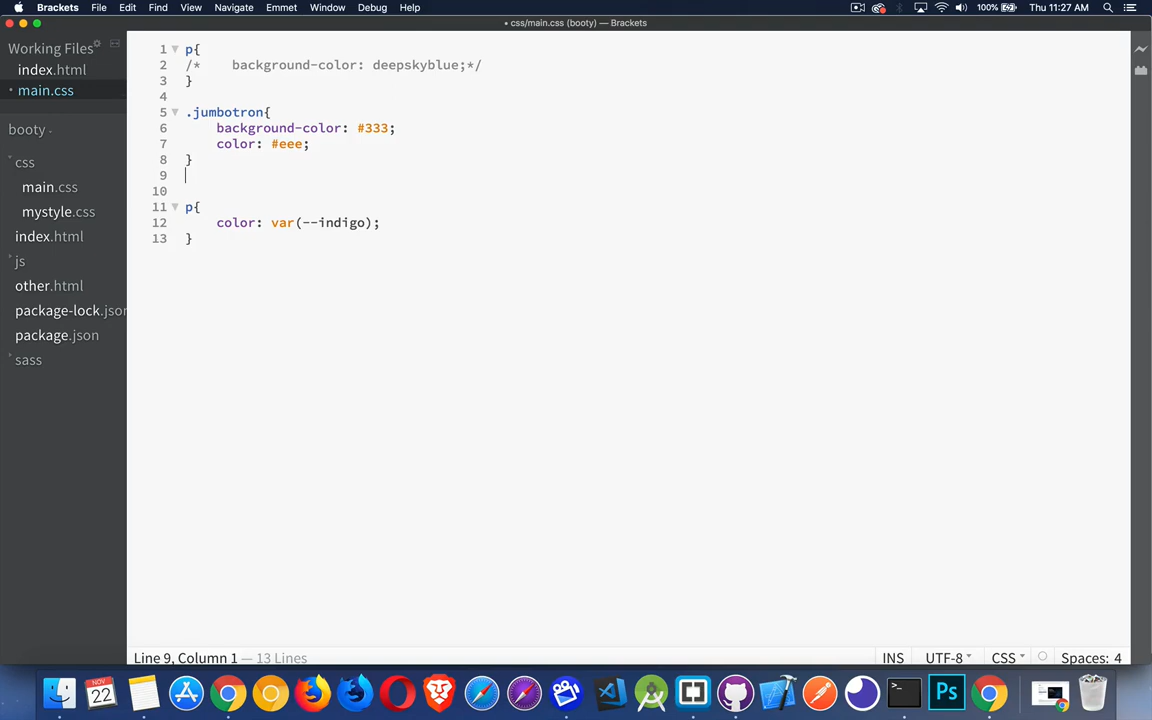 Brackets File Edit Find View Navigate Emmet Window Debug Help 100% Thu 11:27 AM
• css/main.css (booty) — Brackets
Working Files
index.html
• main.css
booty
css
main.css
mystyle.css
index.html
js
other.html
package-lock.json
package.json
sass
1 p{
2 /* background-color: deepskyblue;*/
3 }
4
5 .jumbotron{
6 background-color: #333;
7 color: #eee;
8 }
9
10
11 p{
12 color: var(--indigo);
13 }
Line 9, Column 1 — 13 Lines INS UTF-8 CSS Spaces: 4
NOV
22
Ps